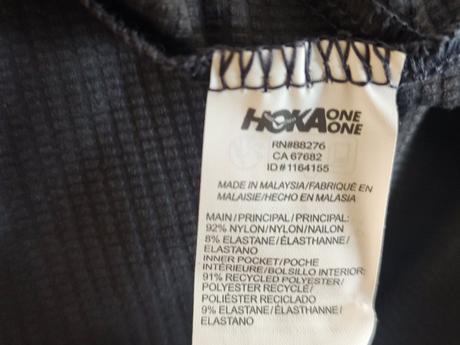 HOKA ONE
ONE
RN#88276
CA 67682
ID#1164155
MADE IN MALAYSIA/FABRIQUÉ EN
MALAISIE/HECHO EN MALASIA
MAIN/PRINCIPAL/PRINCIPAL:
92% NYLON/NYLON/NAILON
8% ELASTANE/ÉLASTHANNE/
ELASTANO
INNER POCKET/POCHE
INTÉRIEURE/BOLSILLO INTERIOR:
91% RECYCLED POLYESTER/
POLYESTER RECYCLÉ/
POLIÉSTER RECICLADO
9% ELASTANE/ÉLASTHANNE/
ELASTANO